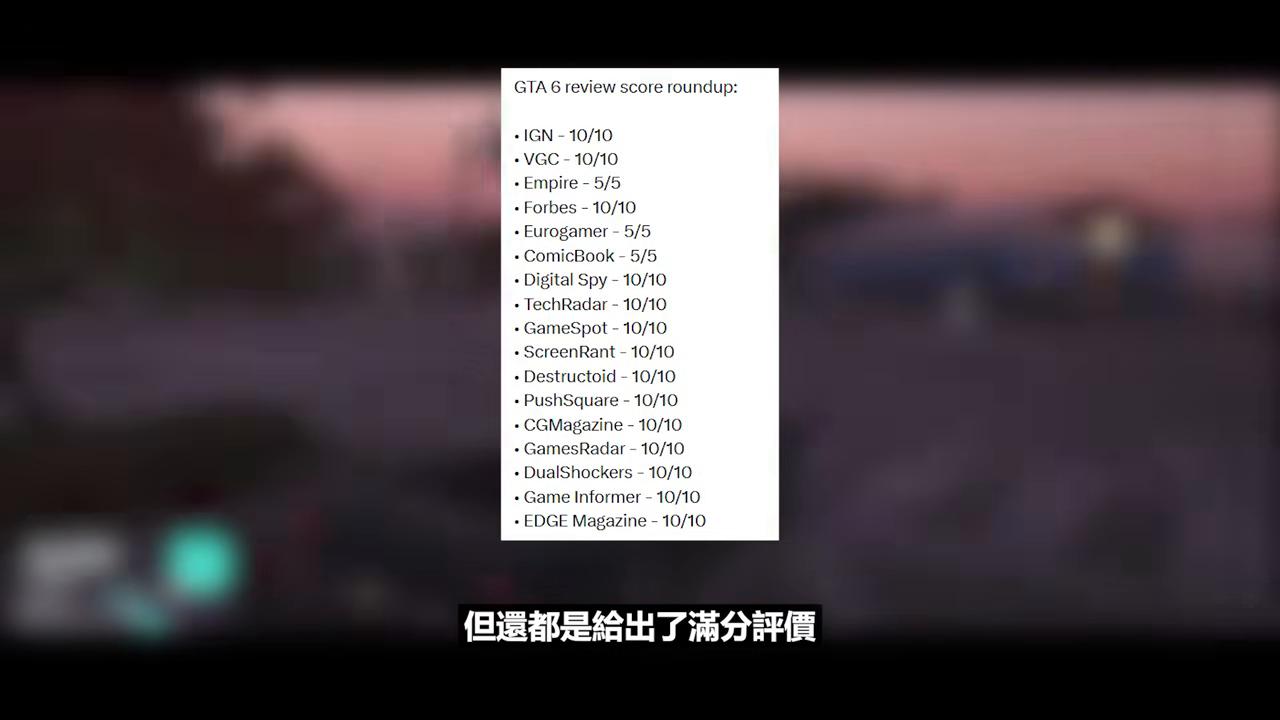 GTA 6 review score roundup:
• IGN - 10/10
• VGC - 10/10
• Empire - 5/5
• Forbes - 10/10
• Eurogamer - 5/5
• ComicBook - 5/5
• Digital Spy - 10/10
• TechRadar - 10/10
• GameSpot - 10/10
• ScreenRant - 10/10
• Destructoid - 10/10
• PushSquare - 10/10
• CGMagazine - 10/10
• GamesRadar - 10/10
• DualShockers - 10/10
• Game Informer - 10/10
• EDGE Magazine - 10/10
但還都是給出了滿分評價